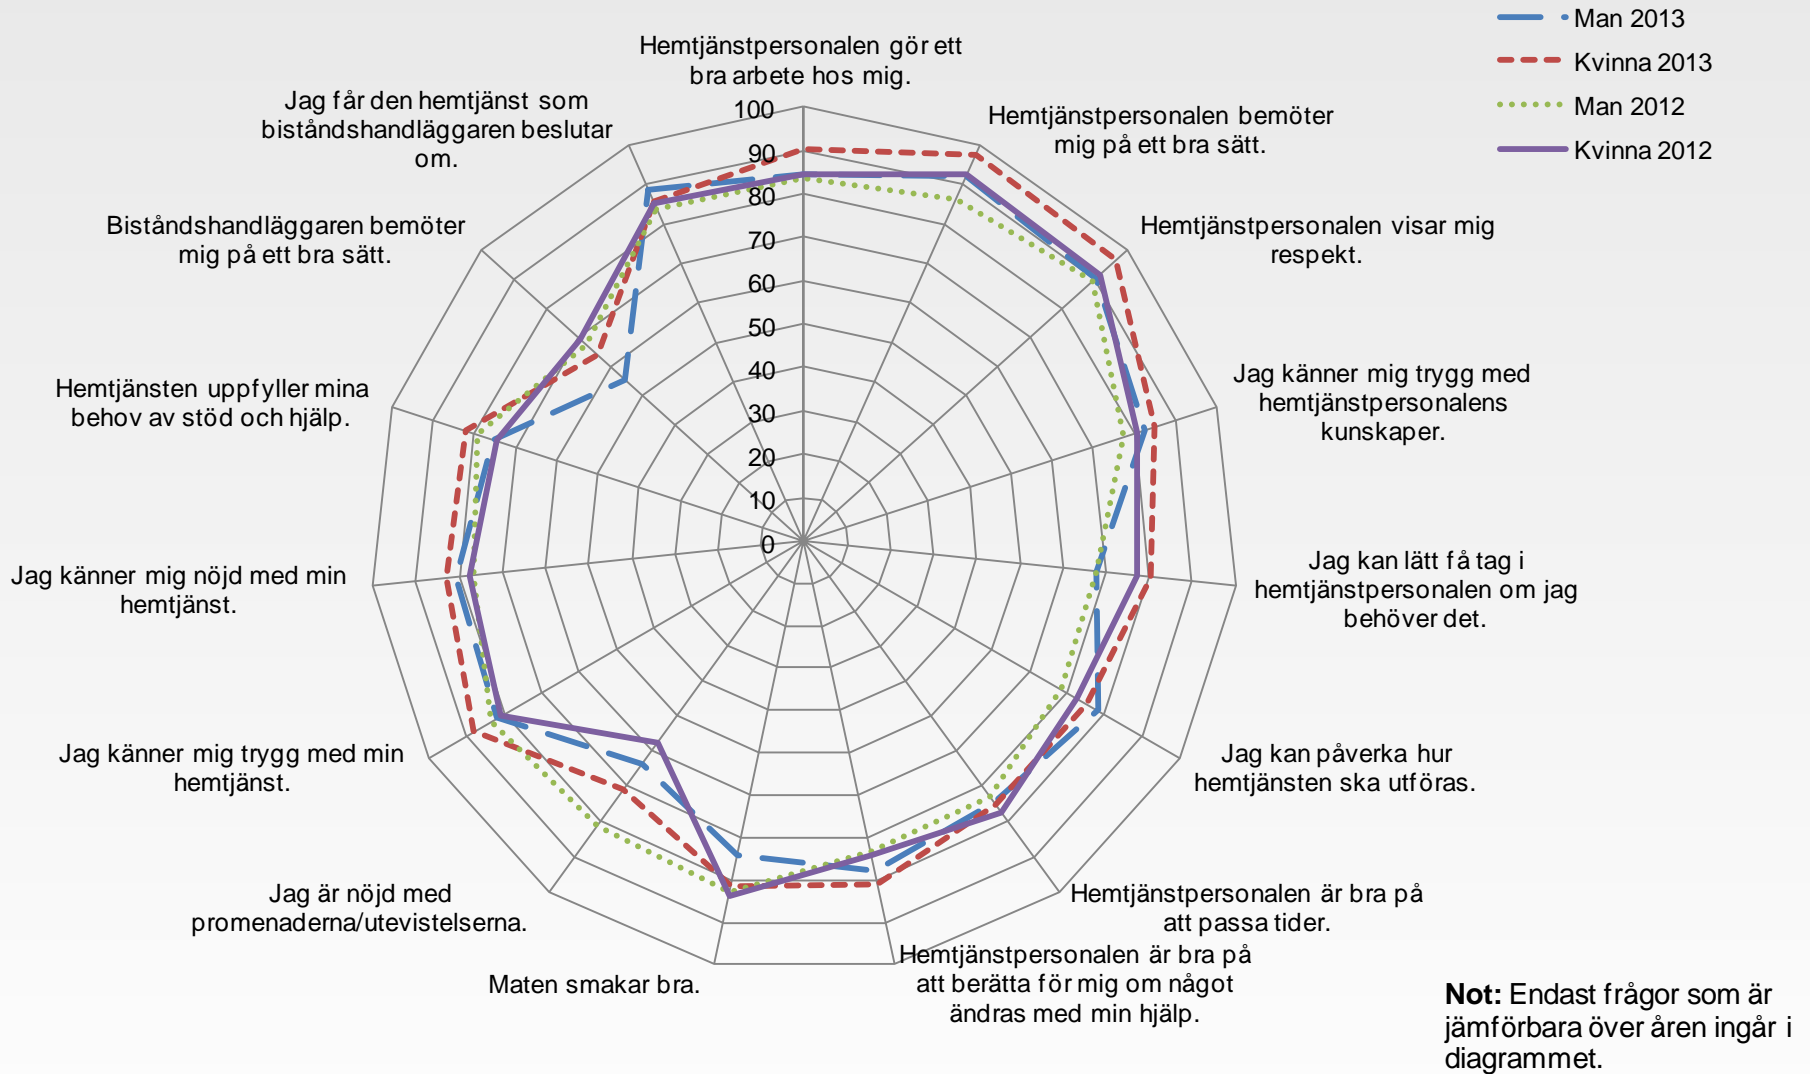 Man 2013
Kvinna 2013
Man 2012
Kvinna 2012
Hemtjänstpersonalen gör ett
bra arbete hos mig.
Hemtjänstpersonalen bemöter
mig på ett bra sätt.
Hemtjänstpersonalen visar mig
respekt.
Jag känner mig trygg med
hemtjänstpersonalens
kunskaper.
Jag kan lätt få tag i
hemtjänstpersonalen om jag
behöver det.
Jag kan påverka hur
hemtjänsten ska utföras.
Hemtjänstpersonalen är bra på
att passa tider.
Hemtjänstpersonalen är bra på
att berätta för mig om något
ändras med min hjälp.
Maten smakar bra.
Jag är nöjd med
promenaderna/utevistelserna.
Jag känner mig trygg med min
hemtjänst.
Jag känner mig nöjd med min
hemtjänst.
Hemtjänsten uppfyller mina
behov av stöd och hjälp.
Biståndshandläggaren bemöter
mig på ett bra sätt.
Jag får den hemtjänst som
biståndshandläggaren beslutar
om.
100
90
80
70
60
50
40
30
20
10
0
Not: Endast frågor som är
jämförbara över åren ingår i
diagrammet.